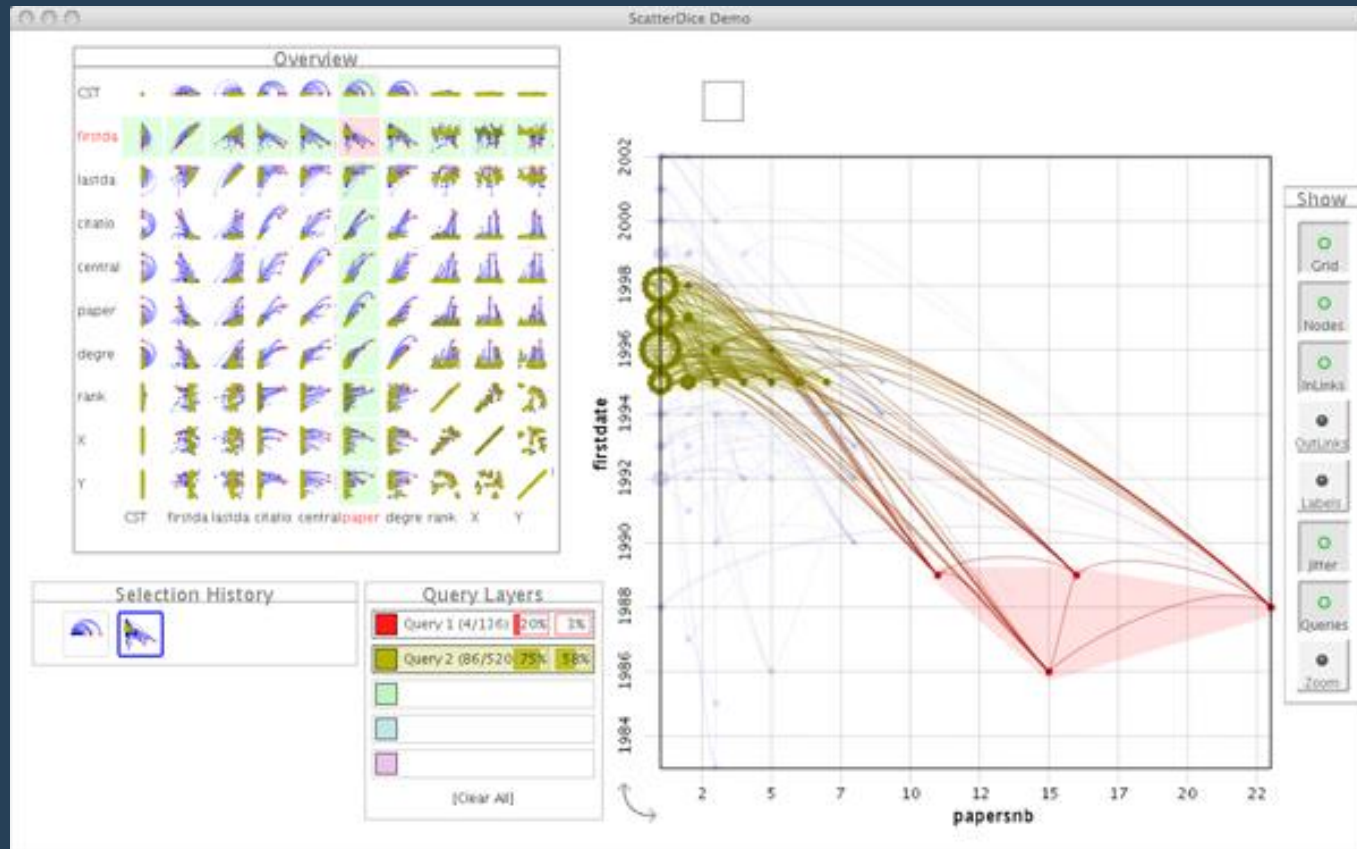 ScatterDice Demo
Overview
CST
firstda
lastda
citatio
central
paper
degre
rank
X
Y
CST firstda lastda citatio central paper degre rank X Y
Selection History
Query Layers
Query 1 (4/136) 20% 3%
Query 2 (86/520 75% 58%
[Clear All]
2002
2000
1998
1996
1994
1992
1990
1988
1986
1984
firstdate
2 5 7 10 12 15 17 20 22
papersnb
Show
Grid
Nodes
InLinks
OutLinks
Labels
Jitter
Queries
Zoom